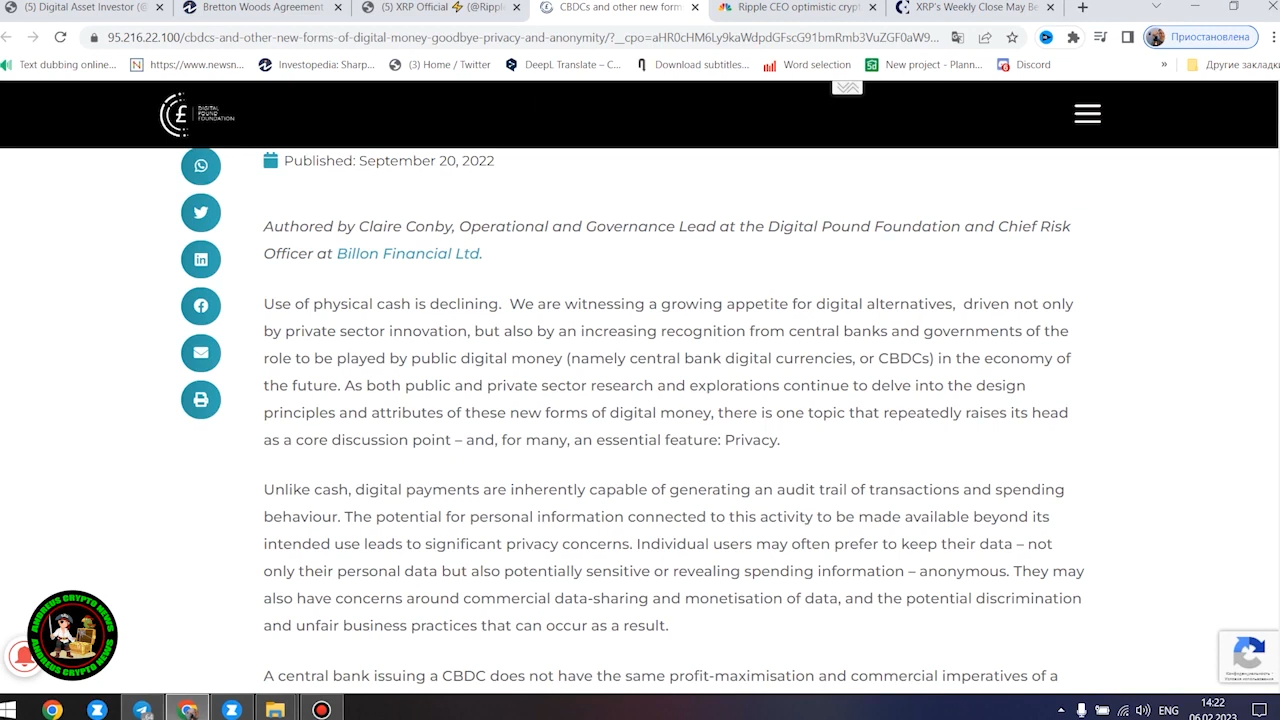 (5) Digital Asset Investor (@
Bretton Woods Agreement
(5) XRP Official ⚡ (@Ripple
CBDCs and other new form
Ripple CEO optimistic crypt
XRP's Weekly Close May Be
95.216.22.100/cbdcs-and-other-new-forms-of-digital-money-goodbye-privacy-and-anonymity/?__cpo=aHR0cHM6Ly9kaWdpdGFscG91bmRmb3VuZGF0aW9...
Приостановлена
Text dubbing online...
https://www.newsn...
Investopedia: Sharp...
(3) Home / Twitter
DeepL Translate – C...
Download subtitles...
Word selection
New project - Plann...
Discord
»
Другие закладки
DIGITAL
POUND
FOUNDATION
Published: September 20, 2022
Authored by Claire Conby, Operational and Governance Lead at the Digital Pound Foundation and Chief Risk
Officer at Billon Financial Ltd.
Use of physical cash is declining.  We are witnessing a growing appetite for digital alternatives,  driven not only
by private sector innovation, but also by an increasing recognition from central banks and governments of the
role to be played by public digital money (namely central bank digital currencies, or CBDCs) in the economy of
the future. As both public and private sector research and explorations continue to delve into the design
principles and attributes of these new forms of digital money, there is one topic that repeatedly raises its head
as a core discussion point – and, for many, an essential feature: Privacy.
Unlike cash, digital payments are inherently capable of generating an audit trail of transactions and spending
behaviour. The potential for personal information connected to this activity to be made available beyond its
intended use leads to significant privacy concerns. Individual users may often prefer to keep their data – not
only their personal data but also potentially sensitive or revealing spending information – anonymous. They may
also have concerns around commercial data-sharing and monetisation of data, and the potential discrimination
and unfair business practices that can occur as a result.
A central bank issuing a CBDC does not have the same profit-maximisation and commercial imperatives of a
ANDREUS CRYPTO NEWS
ANDREUS CRYPTO NEWS
ENG
14:22
06.02.2023